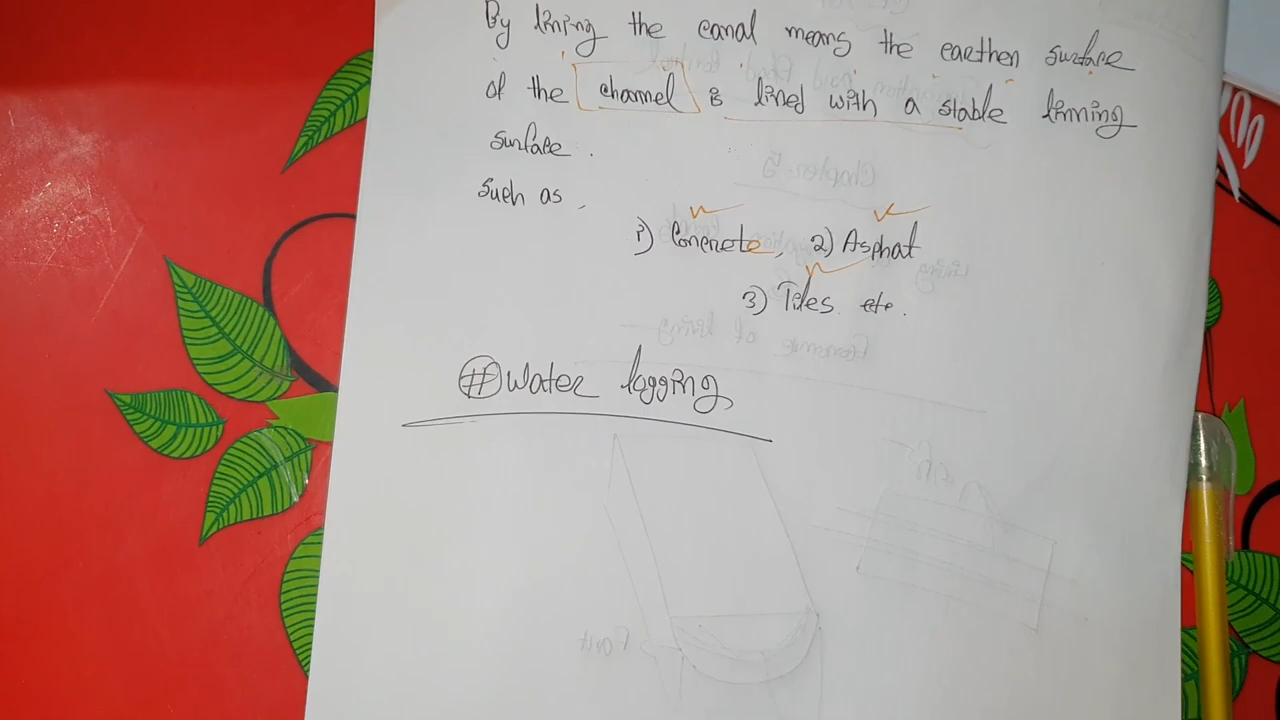 By lining the canal means the earthen surface
of the channel is lined with a stable linning
surface.
Such as,
1) Concrete, 2) Asphat
3) Tiles etc.
# Water logging